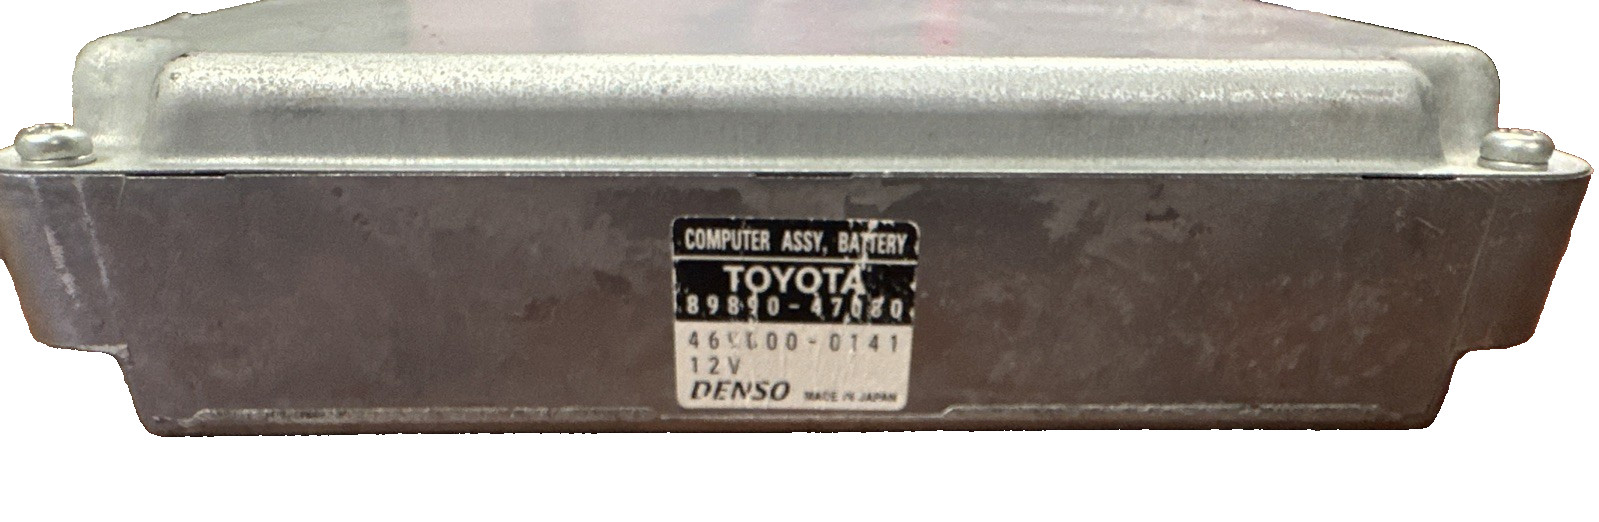 COMPUTER ASSY, BATTERY
TOYOTA
89890-47080
12V
DENSO MADE IN JAPAN